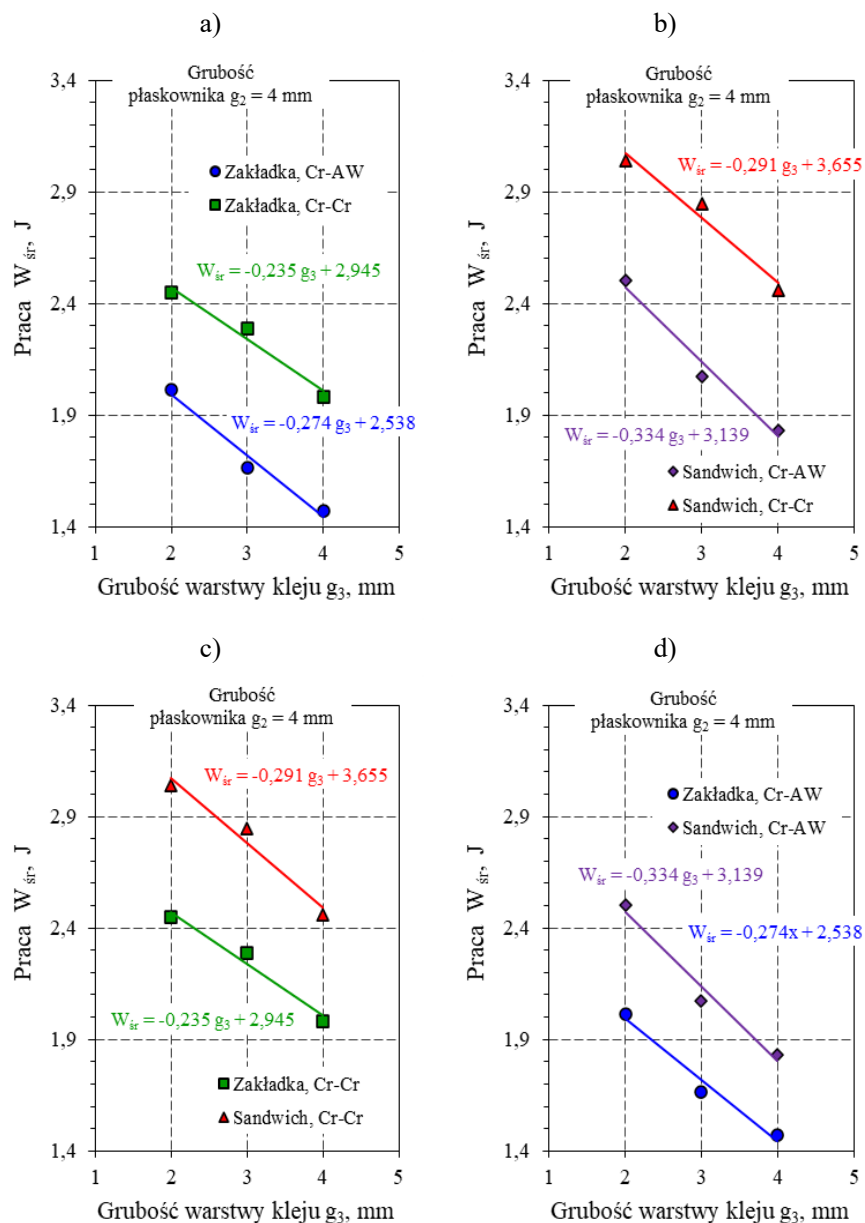 a)
Grubość
płaskownika g₂ = 4 mm
3,4
2,9
2,4
1,9
1,4
Praca W śr, J
Zakładka, Cr-AW
Zakładka, Cr-Cr
Wśr = -0,235 g₃ + 2,945
Wśr = -0,274 g₃ + 2,538
1 2 3 4 5
Grubość warstwy kleju g₃, mm
b)
Grubość
płaskownika g₂ = 4 mm
3,4
2,9
2,4
1,9
1,4
Praca W śr, J
Wśr = -0,291 g₃ + 3,655
Wśr = -0,334 g₃ + 3,139
Sandwich, Cr-AW
Sandwich, Cr-Cr
1 2 3 4 5
Grubość warstwy kleju g₃, mm
c)
Grubość
płaskownika g₂ = 4 mm
3,4
2,9
2,4
1,9
1,4
Praca W śr, J
Wśr = -0,291 g₃ + 3,655
Wśr = -0,235 g₃ + 2,945
Zakładka, Cr-Cr
Sandwich, Cr-Cr
1 2 3 4 5
Grubość warstwy kleju g₃, mm
d)
Grubość
płaskownika g₂ = 4 mm
3,4
2,9
2,4
1,9
1,4
Praca W śr, J
Zakładka, Cr-AW
Sandwich, Cr-AW
Wśr = -0,334 g₃ + 3,139
Wśr = -0,274x + 2,538
1 2 3 4 5
Grubość warstwy kleju g₃, mm